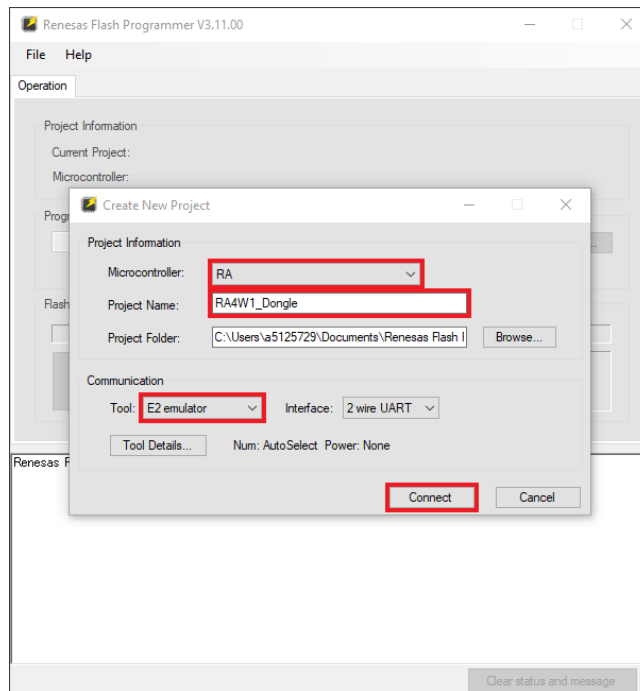 Renesas Flash Programmer V3.11.00
File Help
Operation
Project Information
Current Project:
Microcontroller:
Create New Project
Project Information
Microcontroller: RA
Project Name: RA4W1_Dongle
Project Folder: C:\Users\a5125729\Documents\Renesas Flash Browse...
Communication
Tool: E2 emulator Interface: 2 wire UART
Tool Details... Num: AutoSelect Power: None
Connect Cancel
Flash
Renesas
Clear status and message